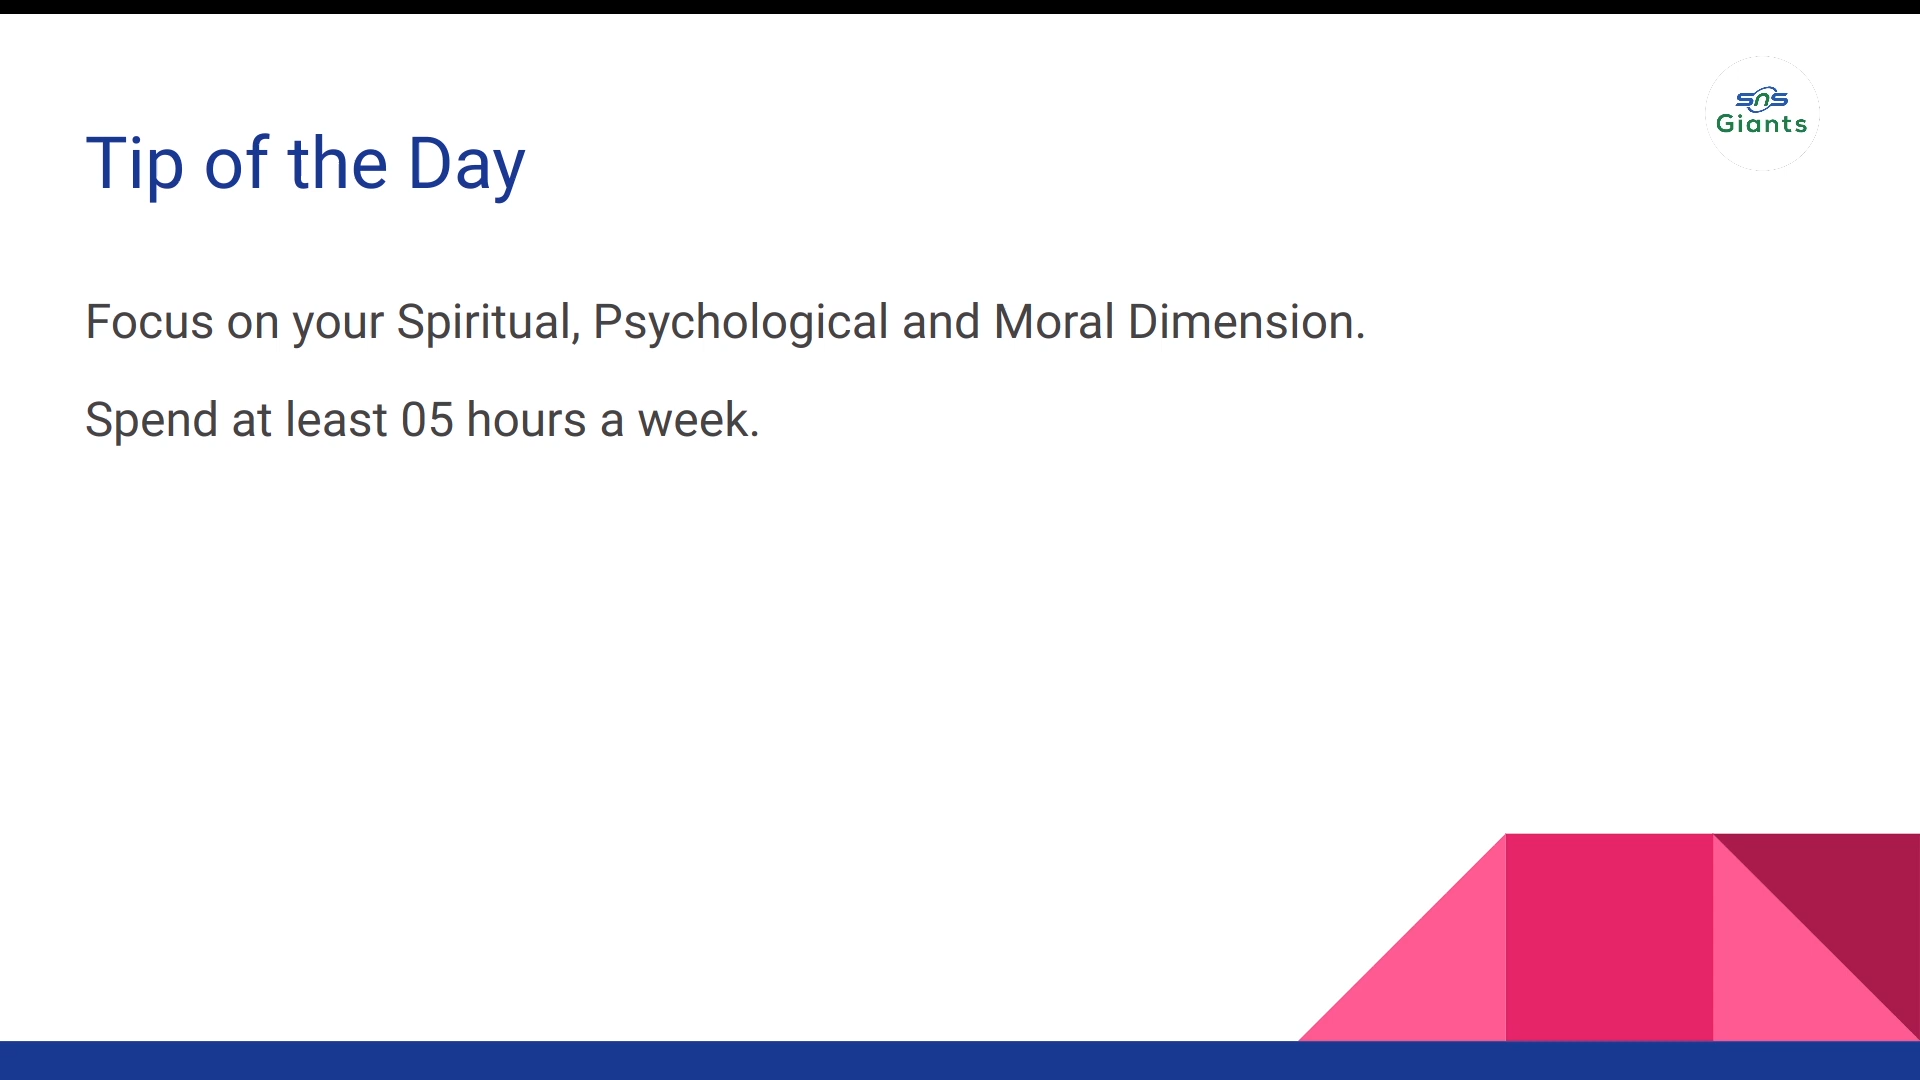 sns
Giants
Tip of the Day
Focus on your Spiritual, Psychological and Moral Dimension.
Spend at least 05 hours a week.